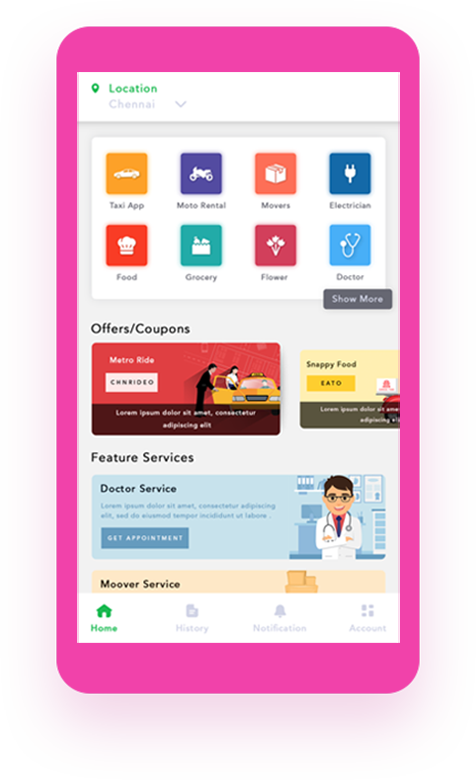 Location
Chennai
Taxi App Moto Rental Movers Electrician
Food Grocery Flower Doctor
Show More
Offers/Coupons
Metro Ride
CHNRIDEO
Lorem ipsum dolor sit amet, consectetur
adipiscing elit
Snappy Food
EATO
Lorem ipsum dolor sit ame
adipiscing
Feature Services
Doctor Service
Lorem ipsum dolor sit amet, consectetur adipiscing
elit, sed do eiusmod tempor incididunt ut labore .
GET APPOINTMENT
Moover Service
Home History Notification Account